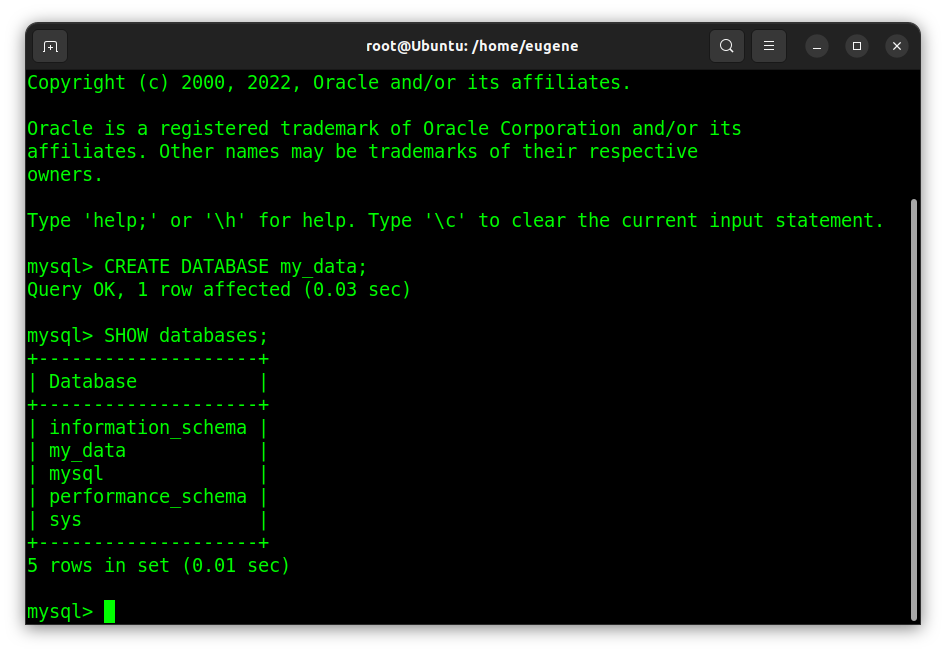 root@Ubuntu: /home/eugene
Copyright (c) 2000, 2022, Oracle and/or its affiliates.
Oracle is a registered trademark of Oracle Corporation and/or its
affiliates. Other names may be trademarks of their respective
owners.
Type 'help;' or '\h' for help. Type '\c' to clear the current input statement.
mysql> CREATE DATABASE my_data;
Query OK, 1 row affected (0.03 sec)
mysql> SHOW databases;
+--------------------+
| Database           |
+--------------------+
| information_schema |
| my_data            |
| mysql              |
| performance_schema |
| sys                |
+--------------------+
5 rows in set (0.01 sec)
mysql>